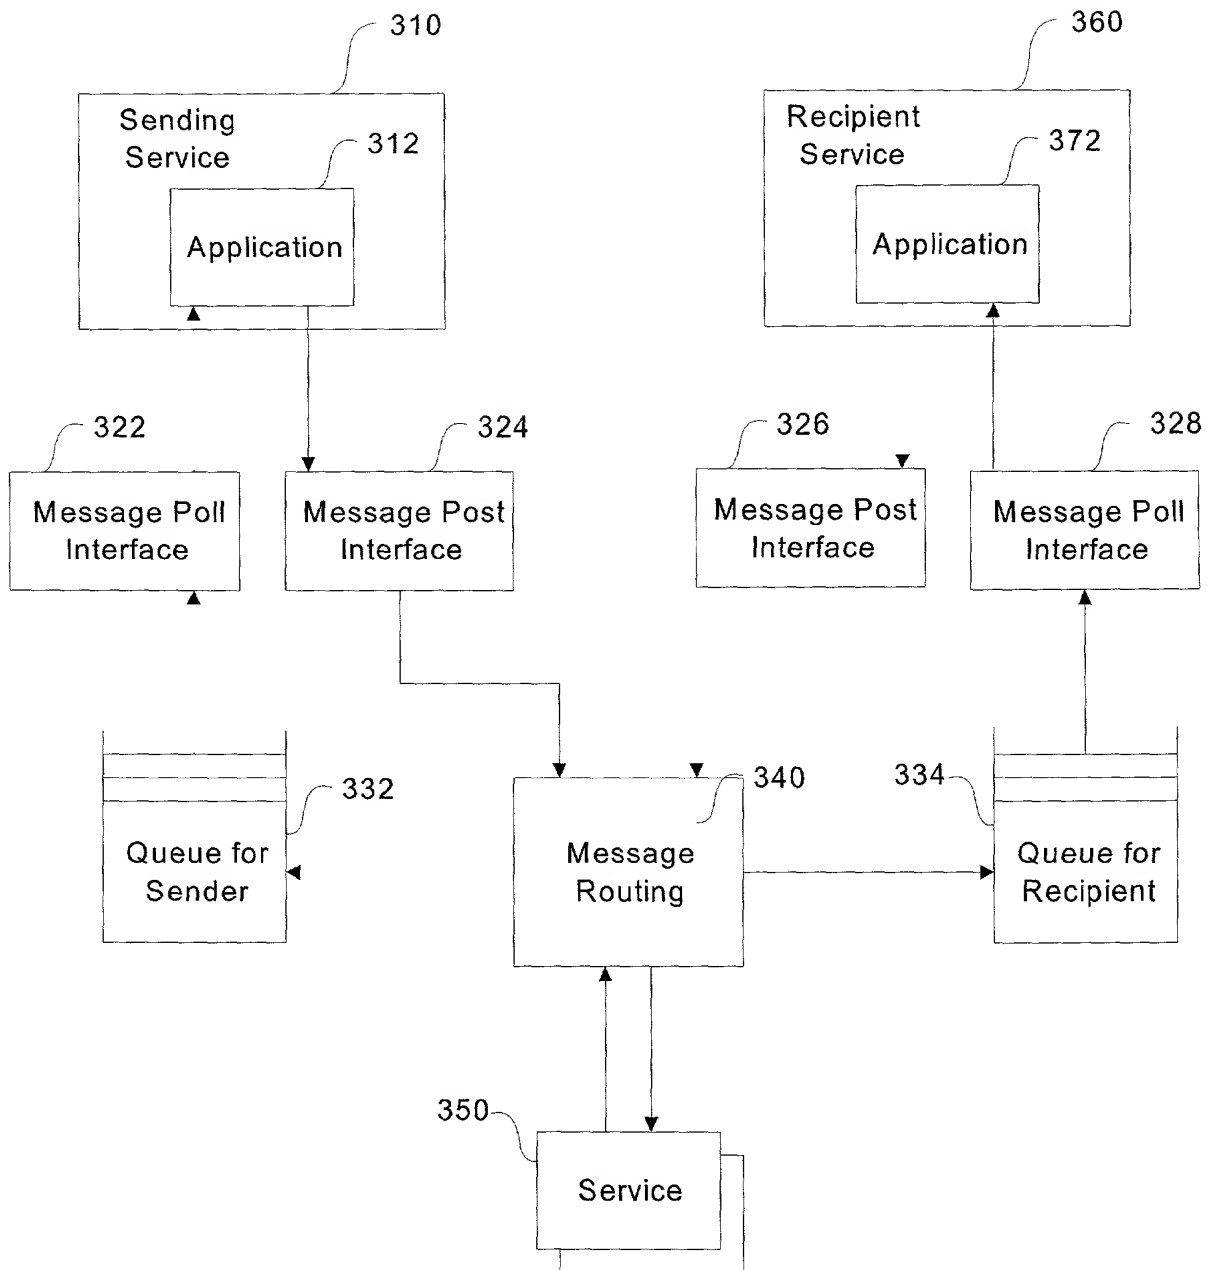 310
360
Sending
Service
312
Recipient
Service
372
Application
Application
322
324
326
328
Message Poll
Interface
Message Post
Interface
Message Post
Interface
Message Poll
Interface
332
340
334
Queue for
Sender
Message
Routing
Queue for
Recipient
350
Service